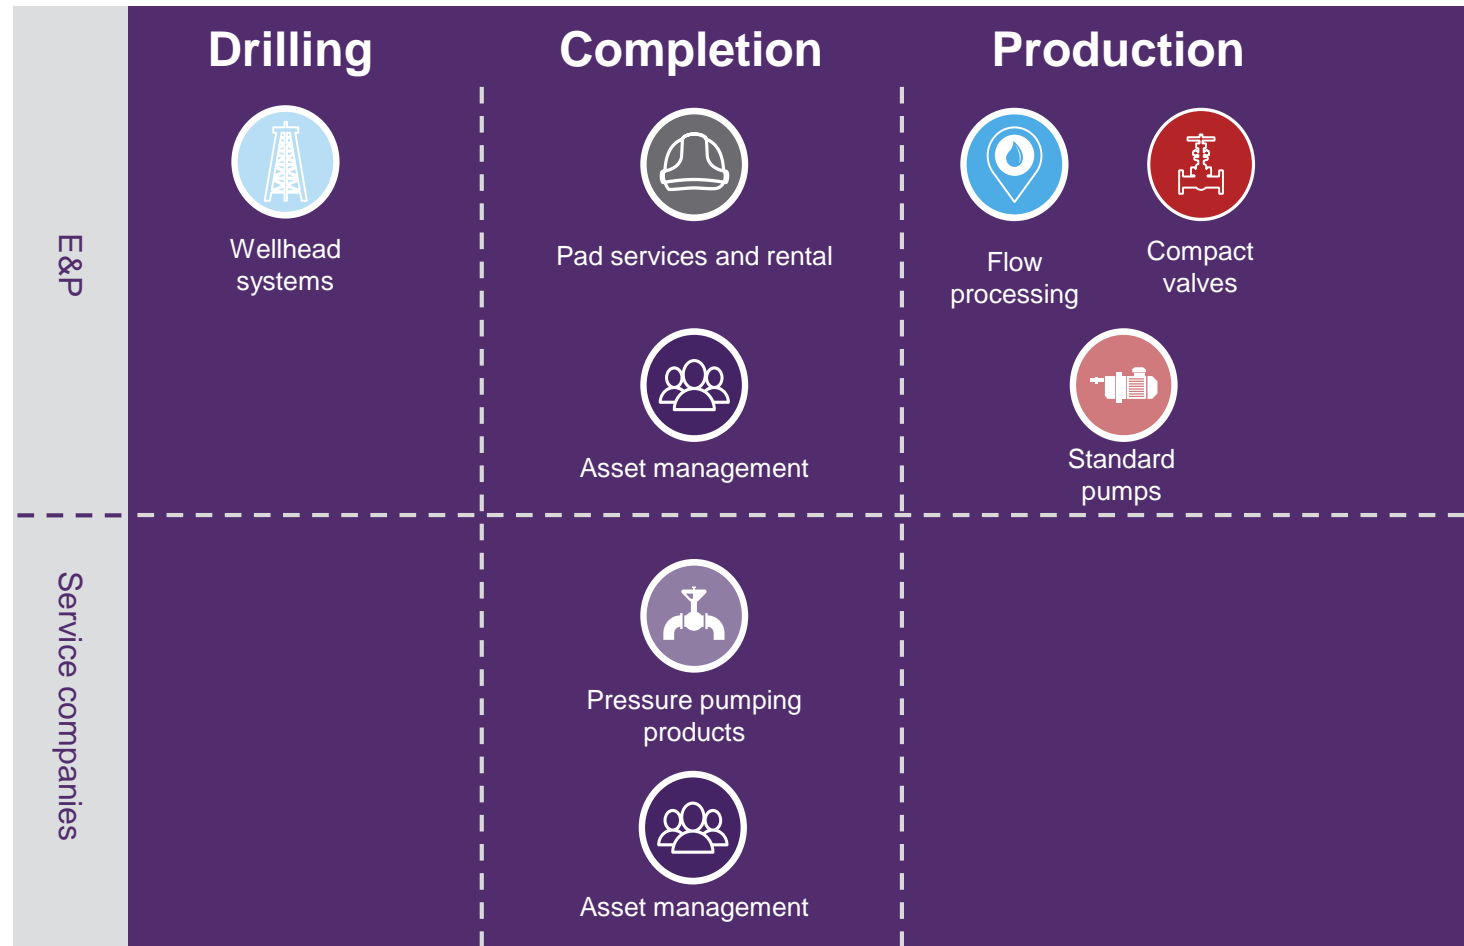 Drilling
Completion
Production
E&P
Wellhead
systems
Pad services and rental
Flow
processing
Compact
valves
Asset management
Standard
pumps
Service companies
Pressure pumping
products
Asset management